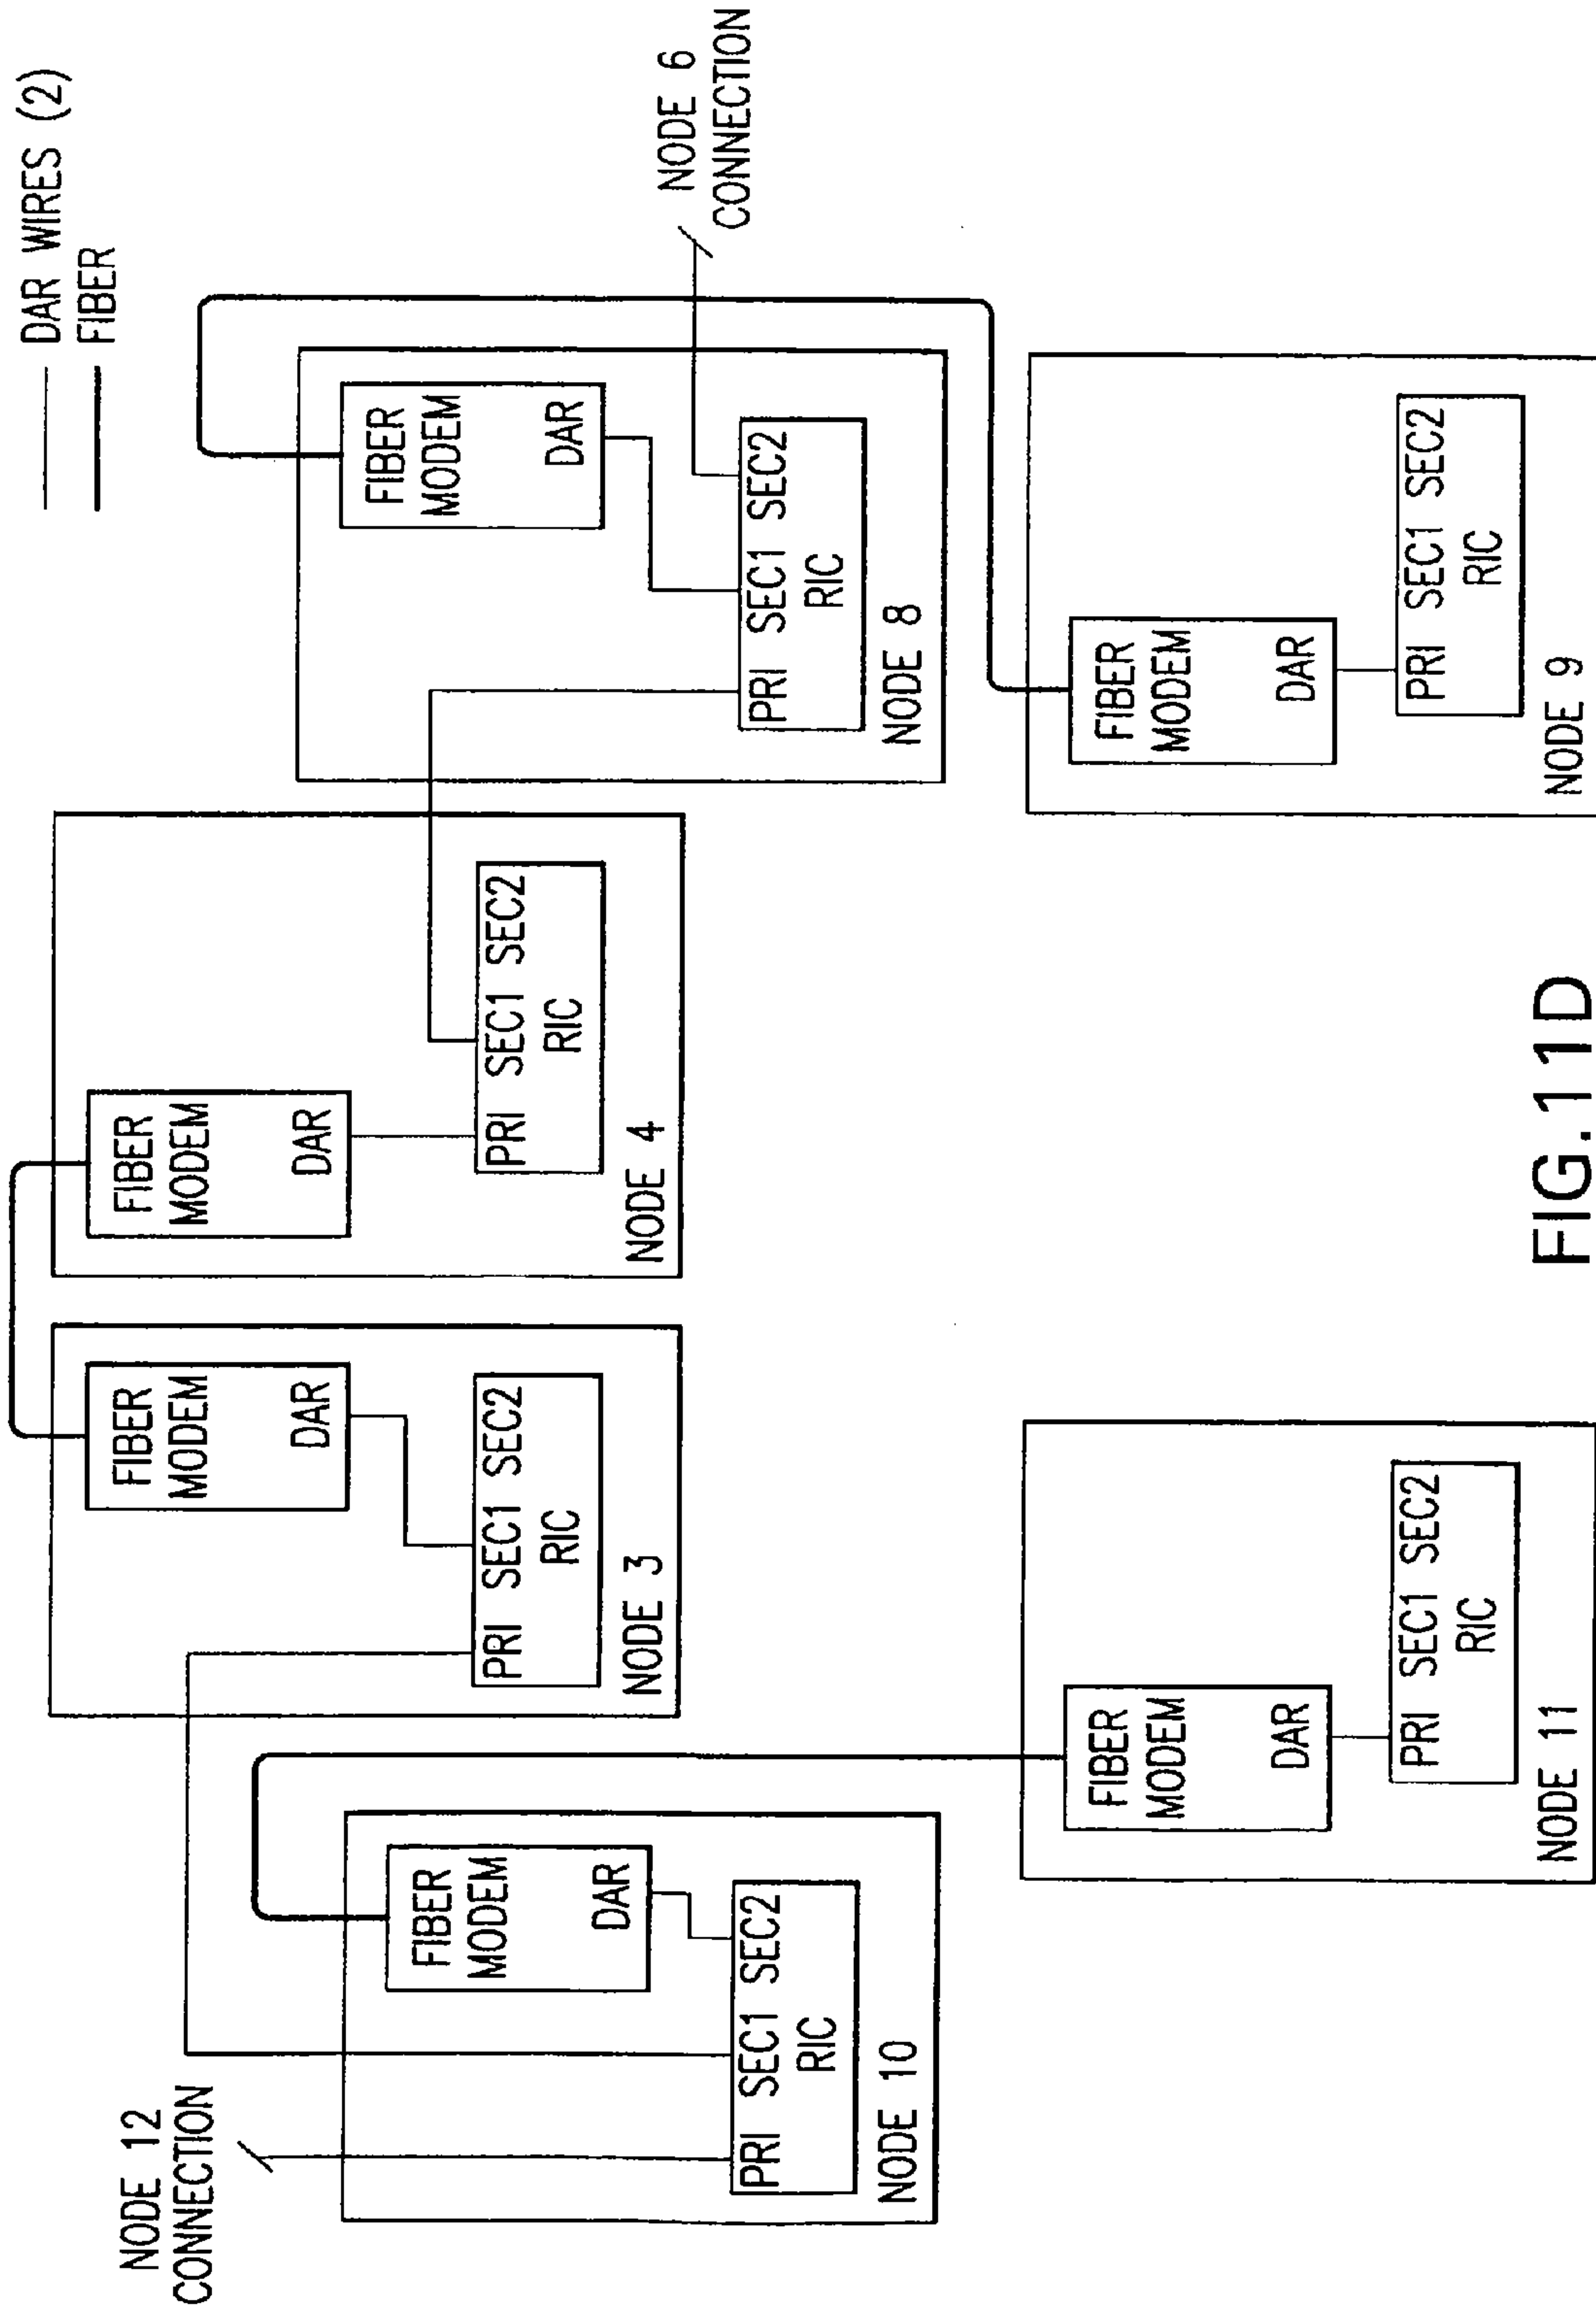 DAR WIRES (2)
FIBER
NODE 12
CONNECTION
FIBER
MODEM
DAR
PRI SEC1 SEC2
RIC
NODE 10
FIBER
MODEM
DAR
PRI SEC1 SEC2
RIC
NODE 3
FIBER
MODEM
DAR
PRI SEC1 SEC2
RIC
NODE 4
FIBER
MODEM
DAR
PRI SEC1 SEC2
RIC
NODE 8
NODE 6
CONNECTION
FIBER
MODEM
DAR
PRI SEC1 SEC2
RIC
NODE 11
FIBER
MODEM
DAR
PRI SEC1 SEC2
RIC
NODE 9
FIG.11D